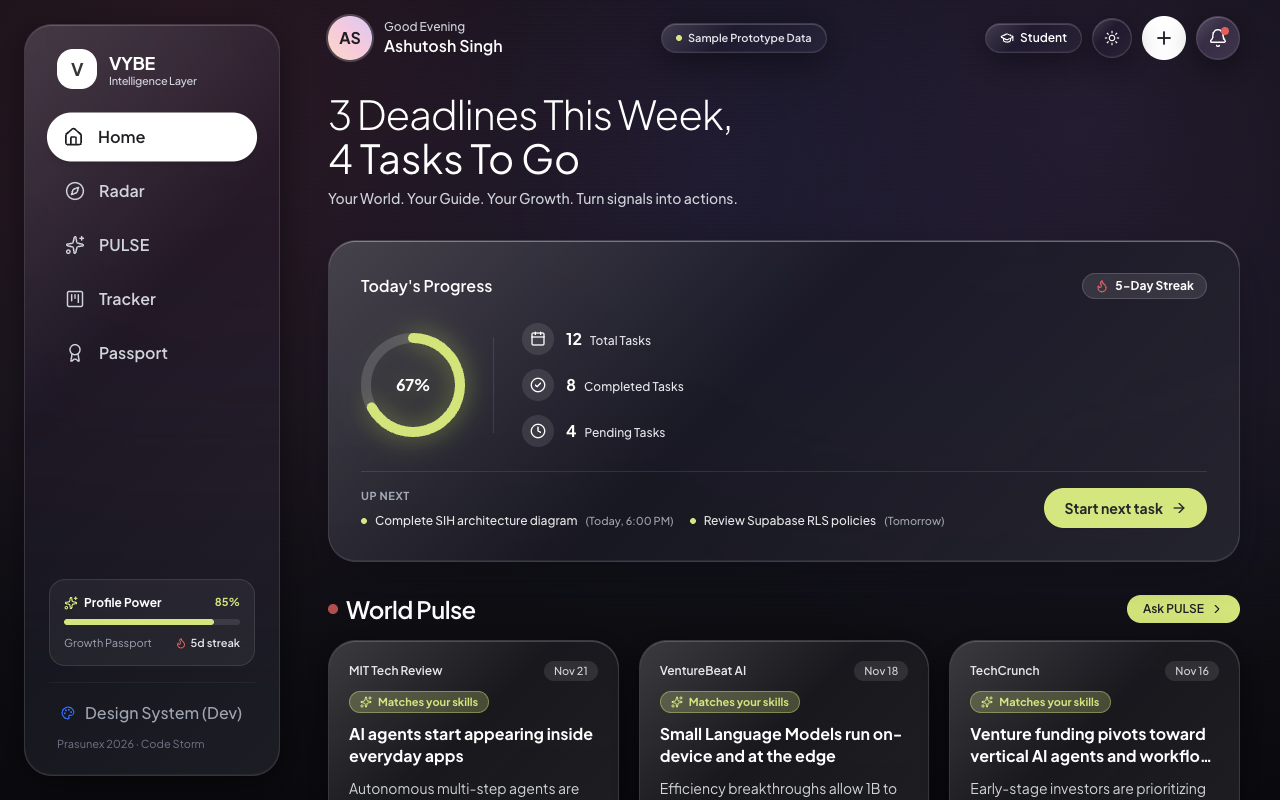 V
VYBE
Intelligence Layer
Home
Radar
PULSE
Tracker
Passport
Profile Power 85%
Growth Passport 5d streak
Design System (Dev)
Prasunex 2026 · Code Storm
AS
Good Evening
Ashutosh Singh
Sample Prototype Data
Student
3 Deadlines This Week,
4 Tasks To Go
Your World. Your Guide. Your Growth. Turn signals into actions.
Today's Progress
5-Day Streak
67%
12 Total Tasks
8 Completed Tasks
4 Pending Tasks
UP NEXT
Complete SIH architecture diagram (Today, 6:00 PM) Review Supabase RLS policies (Tomorrow)
Start next task
World Pulse
Ask PULSE
MIT Tech Review Nov 21
Matches your skills
AI agents start appearing inside
everyday apps
Autonomous multi-step agents are
VentureBeat AI Nov 18
Matches your skills
Small Language Models run on-
device and at the edge
Efficiency breakthroughs allow 1B to
TechCrunch Nov 16
Matches your skills
Venture funding pivots toward
vertical AI agents and workflo...
Early-stage investors are prioritizing